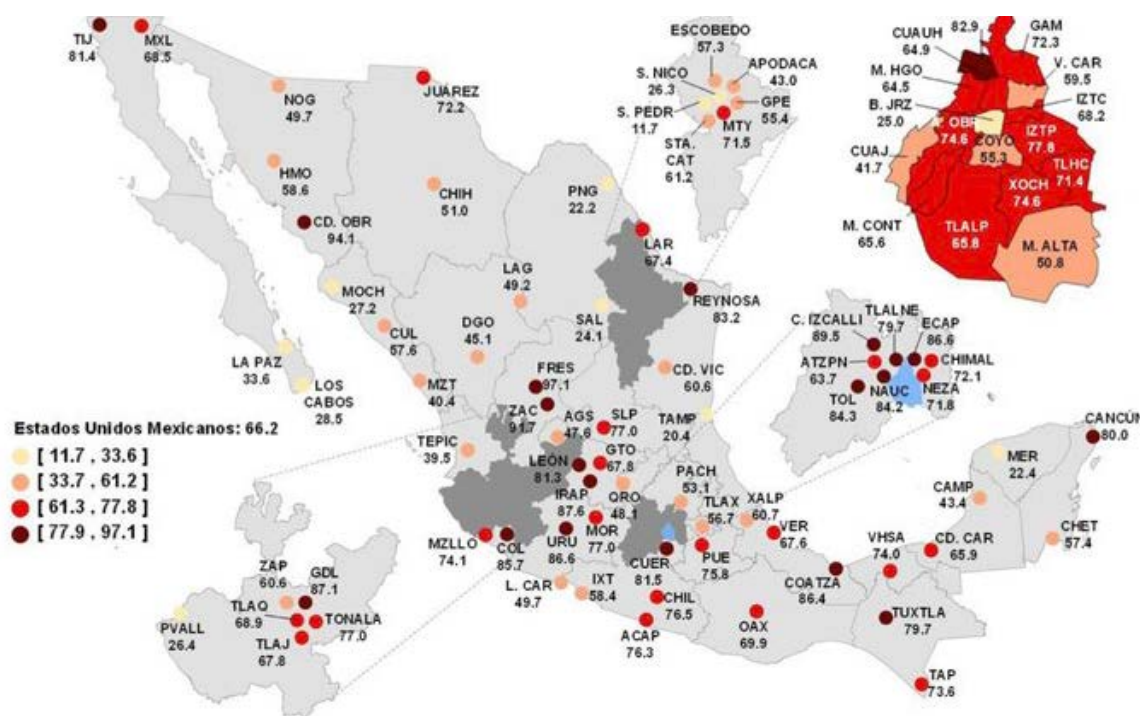 TIJ
81.4
MXL
68.5
NOG
49.7
JUÁREZ
72.2
HMO
58.6
CHIH
51.0
CD. OBR
94.1
PNG
22.2
LAR
67.4
MOCH
27.2
LAG
49.2
SAL
24.1
REYNOSA
83.2
CUL
57.6
DGO
45.1
LA PAZ
33.6
LOS
CABOS
28.5
MZT
40.4
FRES
97.1
CD. VIC
60.6
ZAC
91.7
AGS
47.6
SLP
77.0
TAMP
20.4
TEPIC
39.5
LEÓN
81.3
GTO
67.8
IRAP
87.6
QRO
48.1
PACH
53.1
TLAX
56.7
XALP
60.7
VER
67.6
MZLLO
74.1
COL
85.7
URU
86.6
MOR
77.0
CUER
81.5
PUE
75.8
COATZA
86.4
L. CAR
49.7
IXT
58.4
CHIL
76.5
ACAP
76.3
OAX
69.9
VHSA
74.0
CD. CAR
65.9
TUXTLA
79.7
TAP
73.6
MER
22.4
CANCÚN
80.0
CAMP
43.4
CHET
57.4
ESCOBEDO
57.3
S. NICO
26.3
APODACA
43.0
S. PEDR
11.7
GPE
55.4
MTY
71.5
STA.
CAT
61.2
82.9
CUAUH
64.9
GAM
72.3
M. HGO
64.5
V. CAR
59.5
B. JRZ
25.0
IZTC
68.2
OBR
74.6
COYO
55.3
IZTP
77.8
CUAJ
41.7
TLHC
71.4
XOCH
74.6
M. CONT
65.6
TLALP
65.8
M. ALTA
50.8
C. IZCALLI
89.5
TLALNE
79.7
ECAP
86.6
ATZPN
63.7
CHIMAL
72.1
TOL
84.3
NAUC
84.2
NEZA
71.8
Estados Unidos Mexicanos: 66.2
[ 11.7 , 33.6 ]
[ 33.7 , 61.2 ]
[ 61.3 , 77.8 ]
[ 77.9 , 97.1 ]
ZAP
60.6
GDL
87.1
TLAQ
68.9
TONALA
77.0
PVALL
26.4
TLAJ
67.8